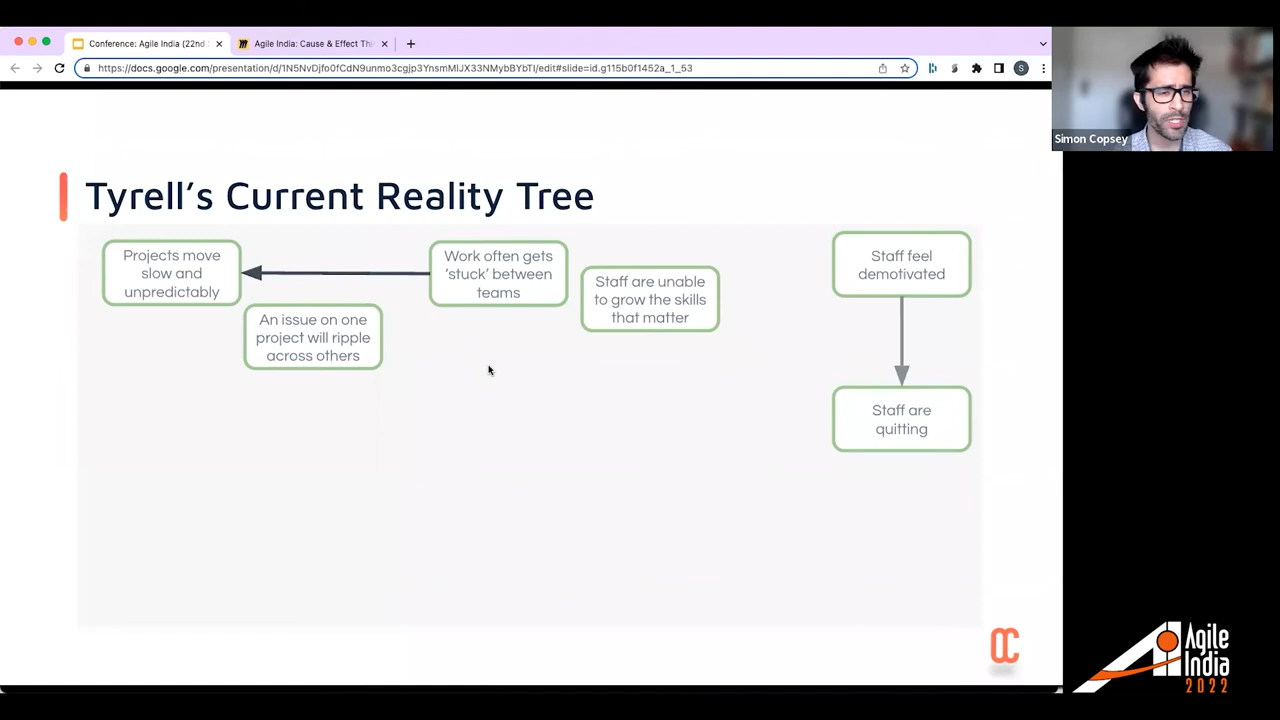 Conference: Agile India (22nd
Agile India: Cause & Effect Thi
https://docs.google.com/presentation/d/1N5NvDjfo0fCdN9unmo3cgjp3YnsmMlJX33NMybBYbTI/edit#slide=id.g115b0f1452a_1_53
S
Simon Copsey
Tyrell's Current Reality Tree
Projects move
slow and
unpredictably
Work often gets
'stuck' between
teams
Staff are unable
to grow the skills
that matter
An issue on one
project will ripple
across others
Staff feel
demotivated
Staff are
quitting
OC
Agile
India
2022